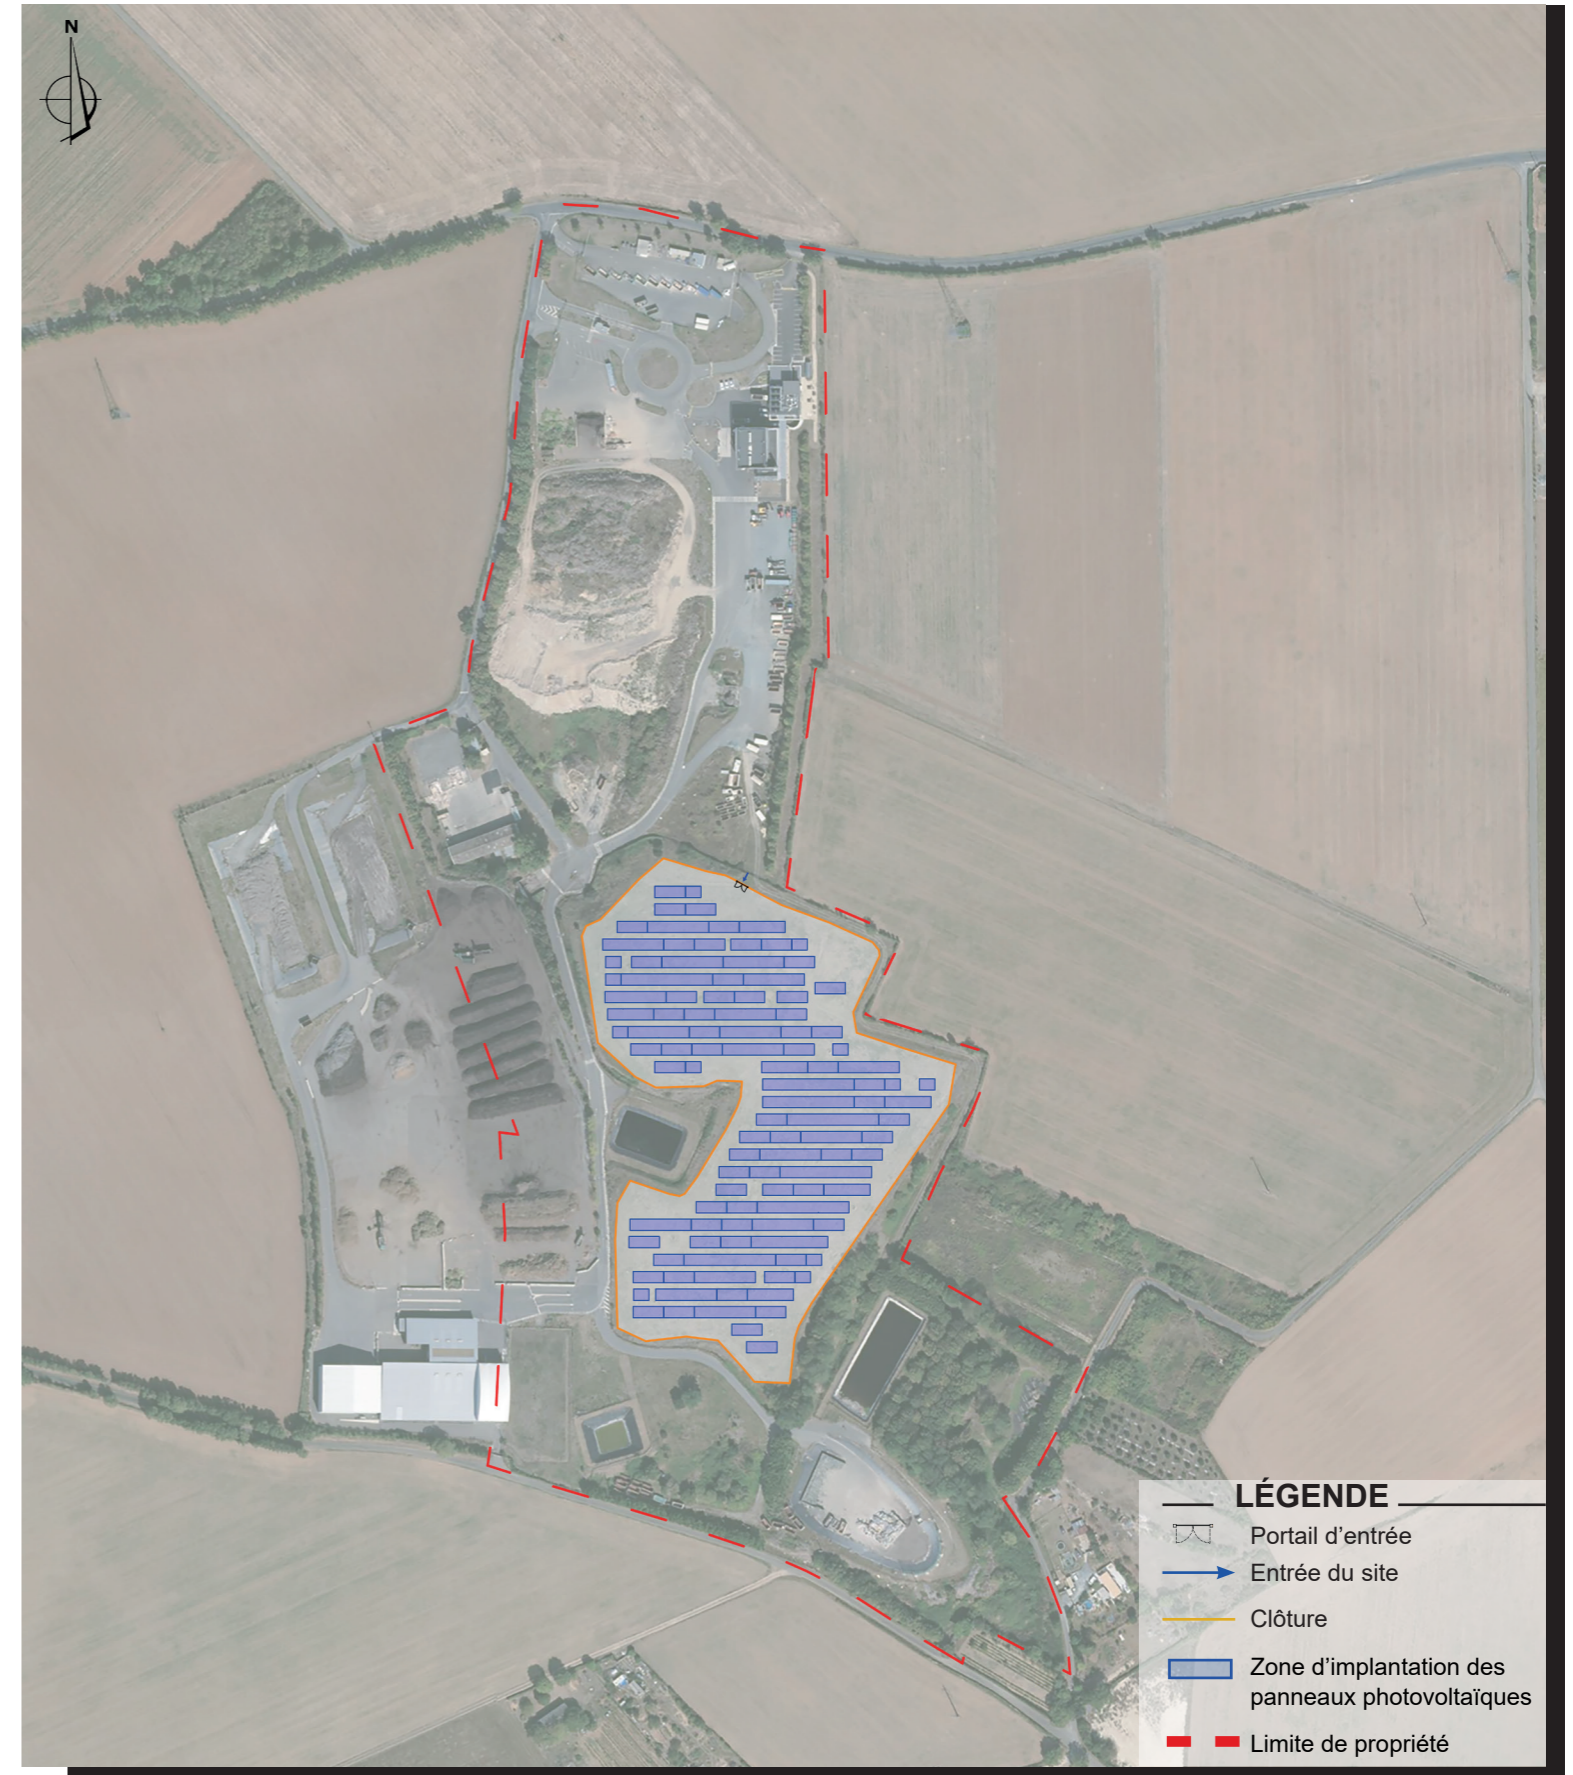 N
LÉGENDE
Portail d'entrée
Entrée du site
Clôture
Zone d'implantation des
panneaux photovoltaïques
Limite de propriété